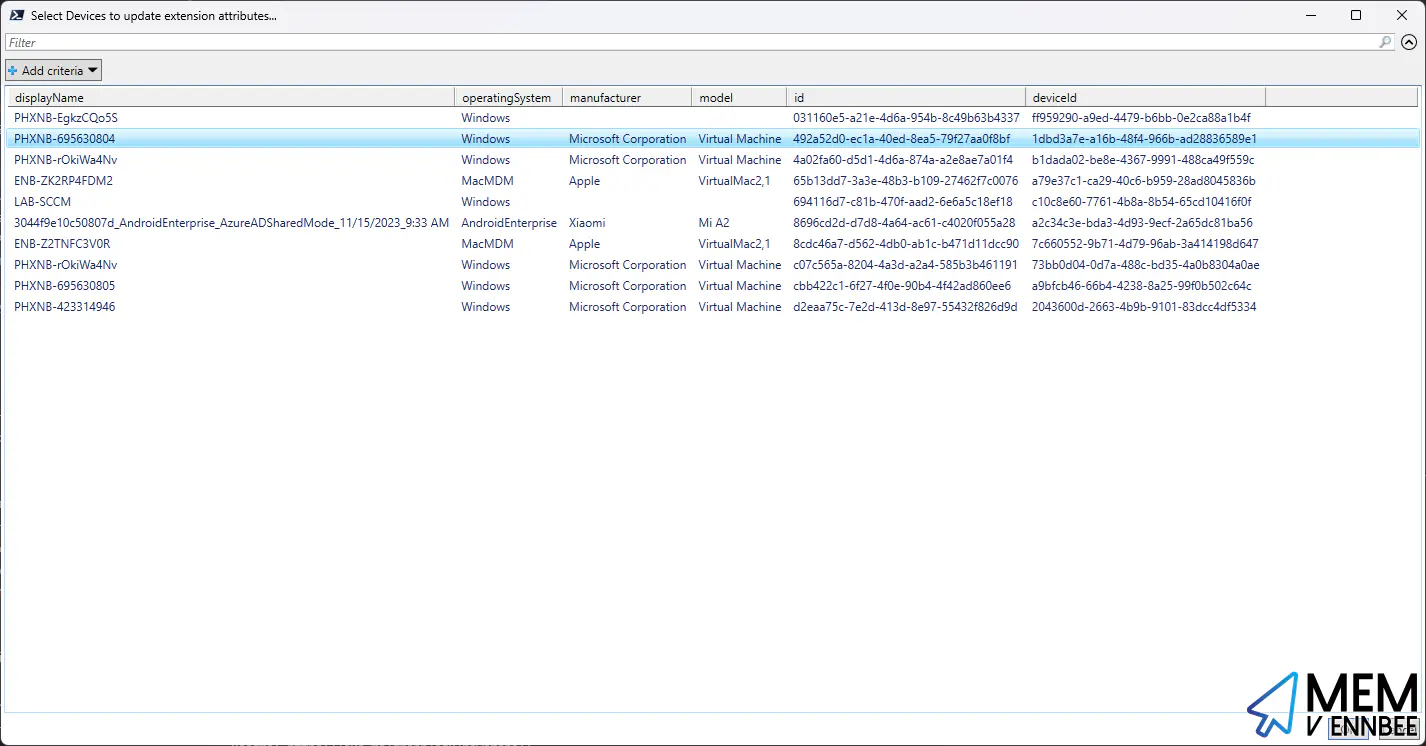 Select Devices to update extension attributes...
Filter
Add criteria
displayName operatingSystem manufacturer model id deviceId
PHXNB-EgkzCQo5S Windows 031160e5-a21e-4d6a-954b-8c49b63b4337 ff959290-a9ed-4479-b6bb-0e2ca88a1b4f
PHXNB-695630804 Windows Microsoft Corporation Virtual Machine 492a52d0-ec1a-40ed-8ea5-79f27aa0f8bf 1dbd3a7e-a16b-48f4-966b-ad28836589e1
PHXNB-rOkiWa4Nv Windows Microsoft Corporation Virtual Machine 4a02fa60-d5d1-4d6a-874a-a2e8ae7a01f4 b1dada02-be8e-4367-9991-488ca49f559c
ENB-ZK2RP4FDM2 MacMDM Apple VirtualMac2,1 65b13dd7-3a3e-48b3-b109-27462f7c0076 a79e37c1-ca29-40c6-b959-28ad8045836b
LAB-SCCM Windows 694116d7-c81b-470f-aad2-6e6a5c18ef18 c10c8e60-7761-4b8a-8b54-65cd10416f0f
3044f9e10c50807d_AndroidEnterprise_AzureADSharedMode_11/15/2023_9:33 AM AndroidEnterprise Xiaomi Mi A2 8696cd2d-d7d8-4a64-ac61-c4020f055a28 a2c34c3e-bda3-4d93-9ecf-2a65dc81ba56
ENB-Z2TNFC3V0R MacMDM Apple VirtualMac2,1 8cdc46a7-d562-4db0-ab1c-b471d11dcc90 7c660552-9b71-4d79-96ab-3a414198d647
PHXNB-rOkiWa4Nv Windows Microsoft Corporation Virtual Machine c07c565a-8204-4a3d-a2a4-585b3b461191 73bb0d04-0d7a-488c-bd35-4a0b8304a0ae
PHXNB-695630805 Windows Microsoft Corporation Virtual Machine cbb422c1-6f27-4f0e-90b4-4f42ad860ee6 a9bfcb46-66b4-4238-8a25-99f0b502c64c
PHXNB-423314946 Windows Microsoft Corporation Virtual Machine d2eaa75c-7e2d-413d-8e97-55432f826d9d 2043600d-2663-4b9b-9101-83dcc4df5334
MEM
V ENNBEE